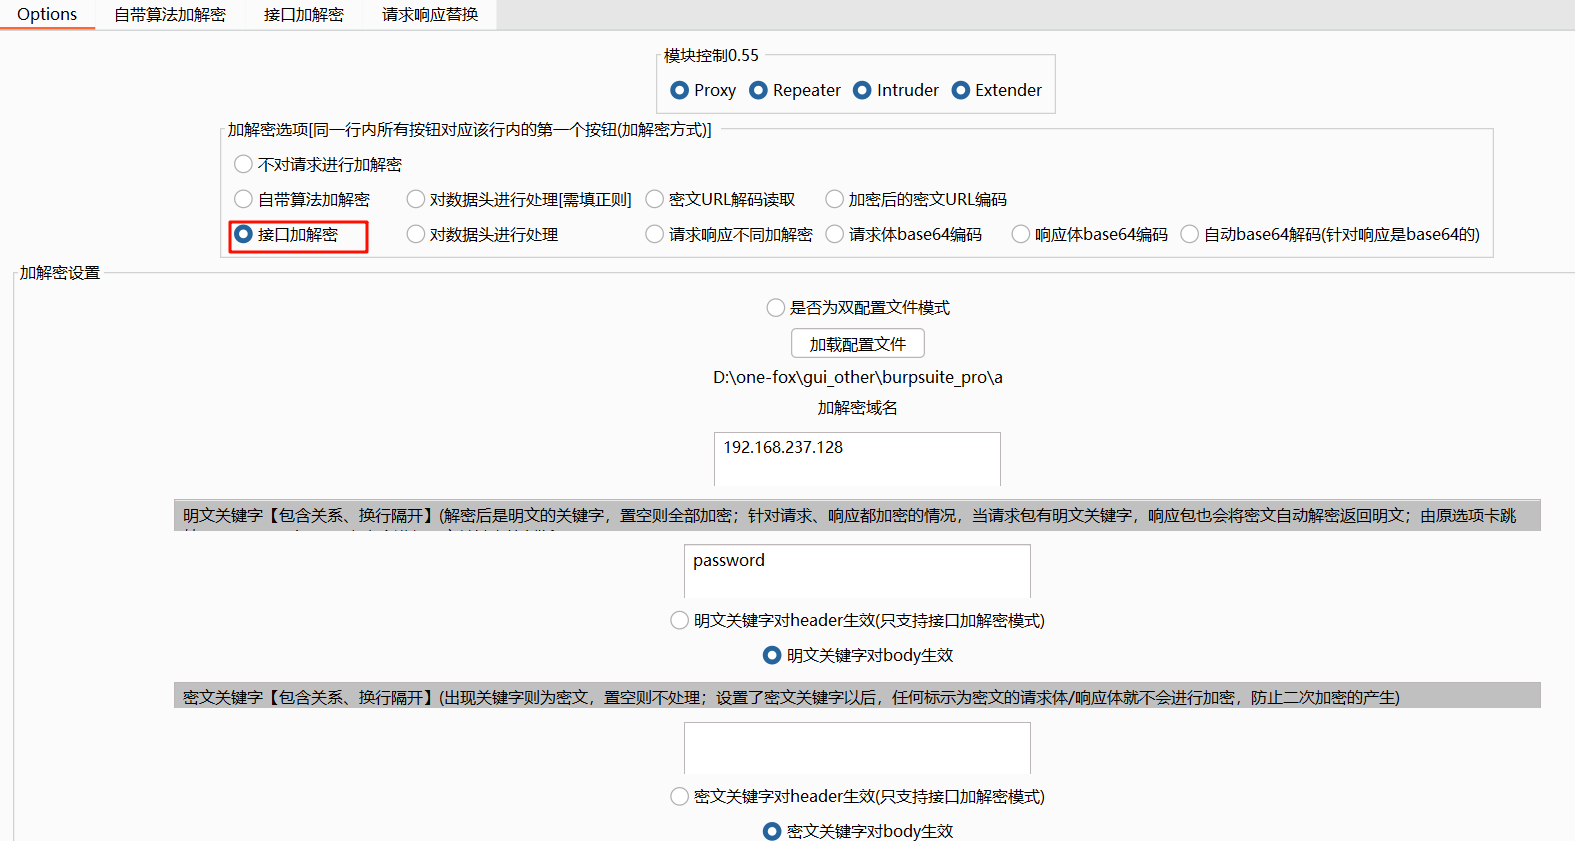 Options 自带算法加解密 接口加解密 请求响应替换
模块控制0.55
Proxy Repeater Intruder Extender
加解密选项[同一行内所有按钮对应该行内的第一个按钮(加解密方式)]
不对请求进行加解密
自带算法加解密 对数据头进行处理[需填正则] 密文URL解码读取 加密后的密文URL编码
接口加解密 对数据头进行处理 请求响应不同加解密 请求体base64编码 响应体base64编码 自动base64解码(针对响应是base64的)
加解密设置
是否为双配置文件模式
加载配置文件
D:\one-fox\gui_other\burpsuite_pro\a
加解密域名
192.168.237.128
明文关键字【包含关系、换行隔开】(解密后是明文的关键字，置空则全部加密；针对请求、响应都加密的情况，当请求包有明文关键字，响应包也会将密文自动解密返回明文；由原选项卡跳
password
明文关键字对header生效(只支持接口加解密模式)
明文关键字对body生效
密文关键字【包含关系、换行隔开】(出现关键字则为密文，置空则不处理；设置了密文关键字以后，任何标示为密文的请求体/响应体就不会进行加密，防止二次加密的产生)
密文关键字对header生效(只支持接口加解密模式)
密文关键字对body生效